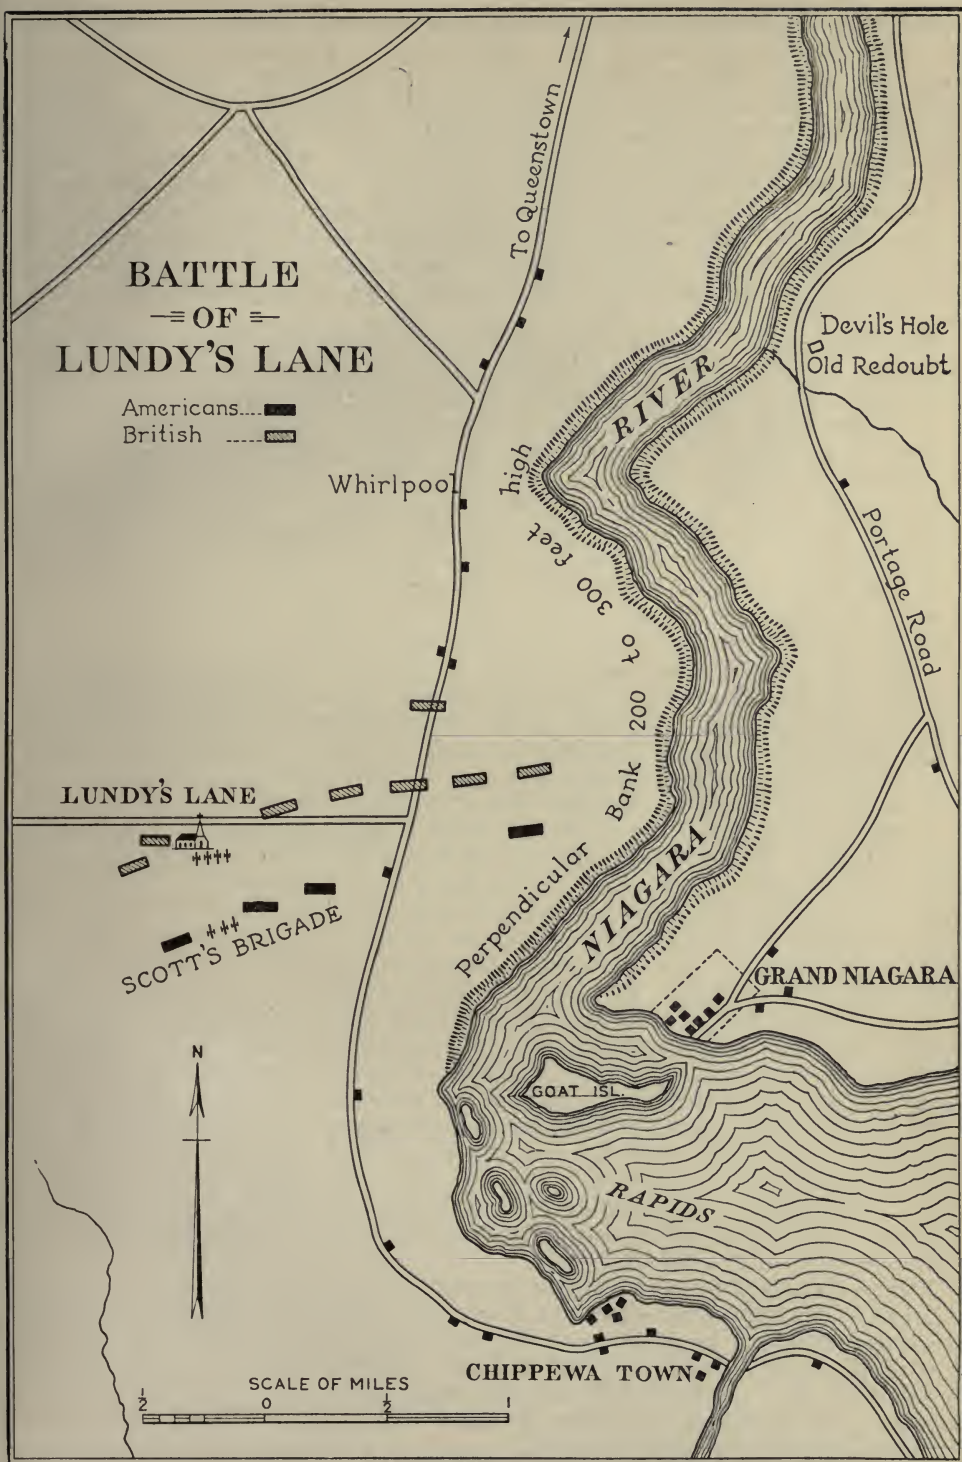 To Queenstown
BATTLE
OF
LUNDY'S LANE
Americans....
British .....
Devil's Hole
Old Redoubt
RIVER
Whirlpool
Perpendicular Bank 200 to 300 feet high
Portage Road
LUNDY'S LANE
NIAGARA
SCOTT'S BRIGADE
GRAND NIAGARA
N
GOAT ISL.
RAPIDS
CHIPPEWA TOWN
SCALE OF MILES
1/2 0 1/2 1